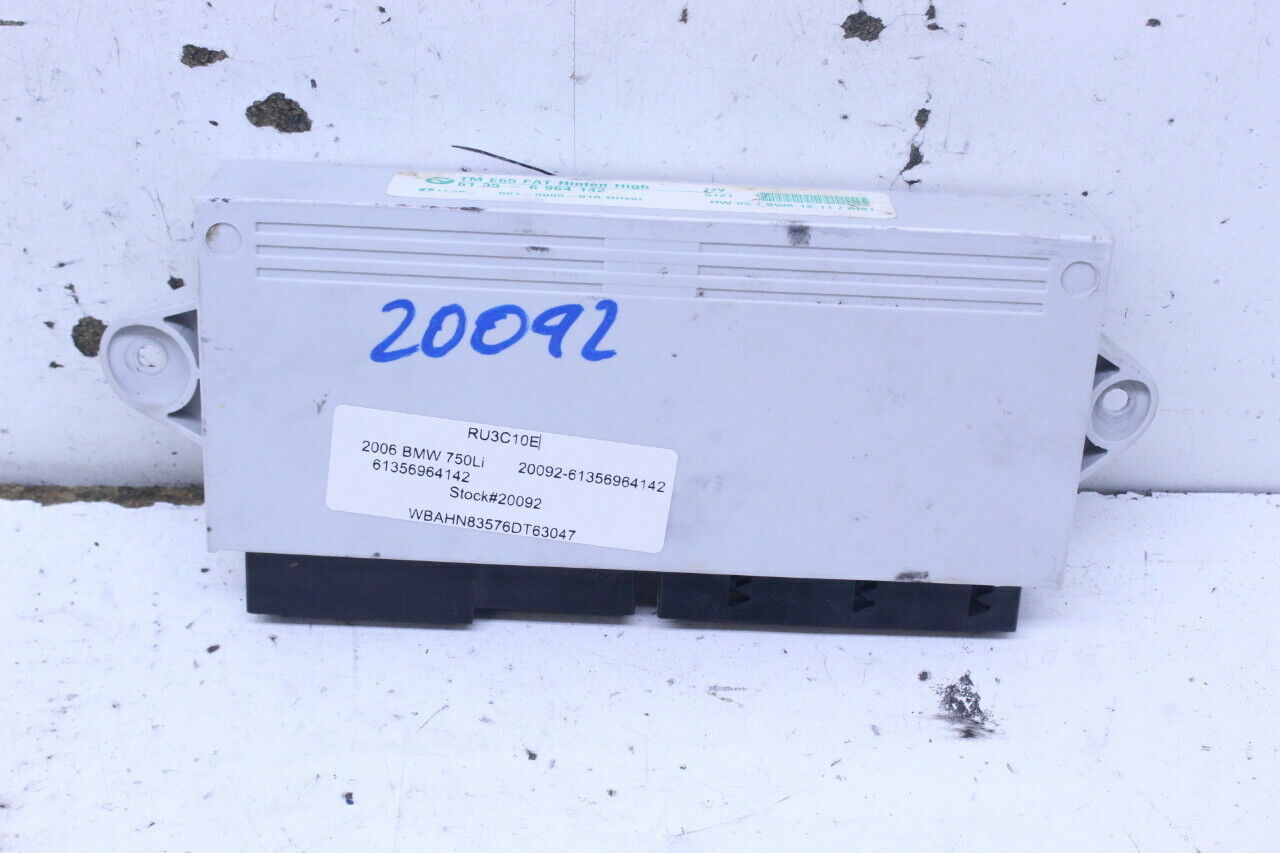 TM E65 FAT Hinten High
61.35 6 964 142
20092
RU3C10E
2006 BMW 750Li 20092-61356964142
61356964142
Stock#20092
WBAHN83576DT63047